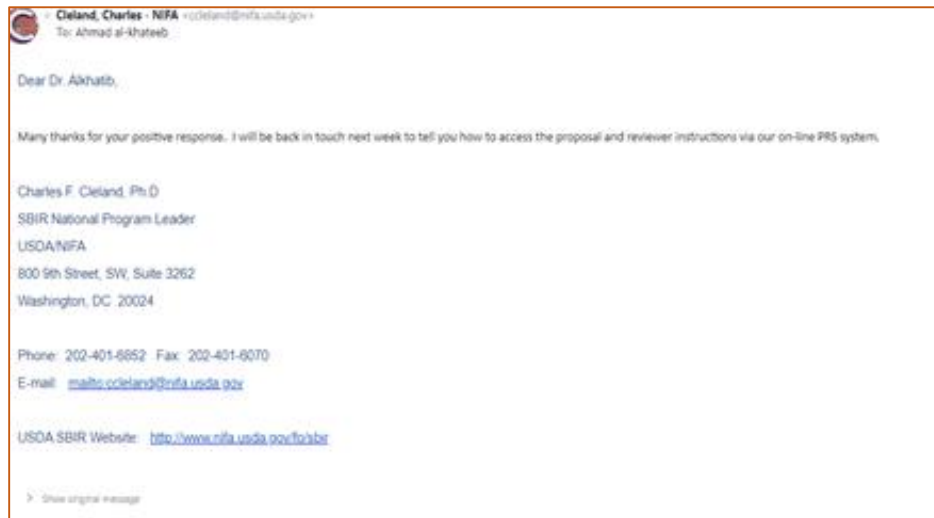 Cleland, Charles - NIFA <ccleland@nifa.usda.gov>
To: Ahmad al-khateeb
Dear Dr. Alkhatib,
Many thanks for your positive response. I will be back in touch next week to tell you how to access the proposal and reviewer instructions via our on-line PRS system.
Charles F. Cleland, Ph.D
SBIR National Program Leader
USDA/NIFA
800 9th Street, SW, Suite 3262
Washington, DC 20024
Phone: 202-401-6852 Fax: 202-401-6070
E-mail: mailto:ccleland@nifa.usda.gov
USDA SBIR Website: http://www.nifa.usda.gov/fo/sbir
> Show original message